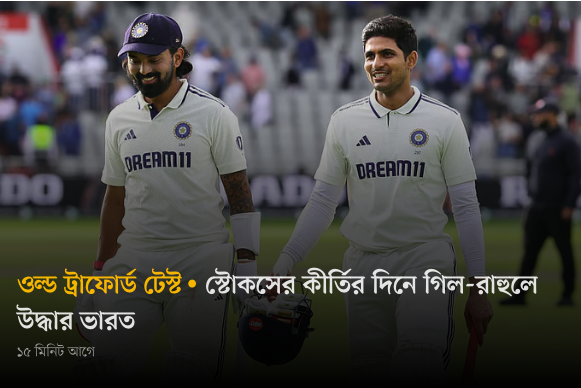 DREAM11
DREAM11
ওল্ড ট্রাফোর্ড টেস্ট • স্টোকসের কীর্তির দিনে গিল-রাহুলে
উদ্ধার ভারত
১৫ মিনিট আগে